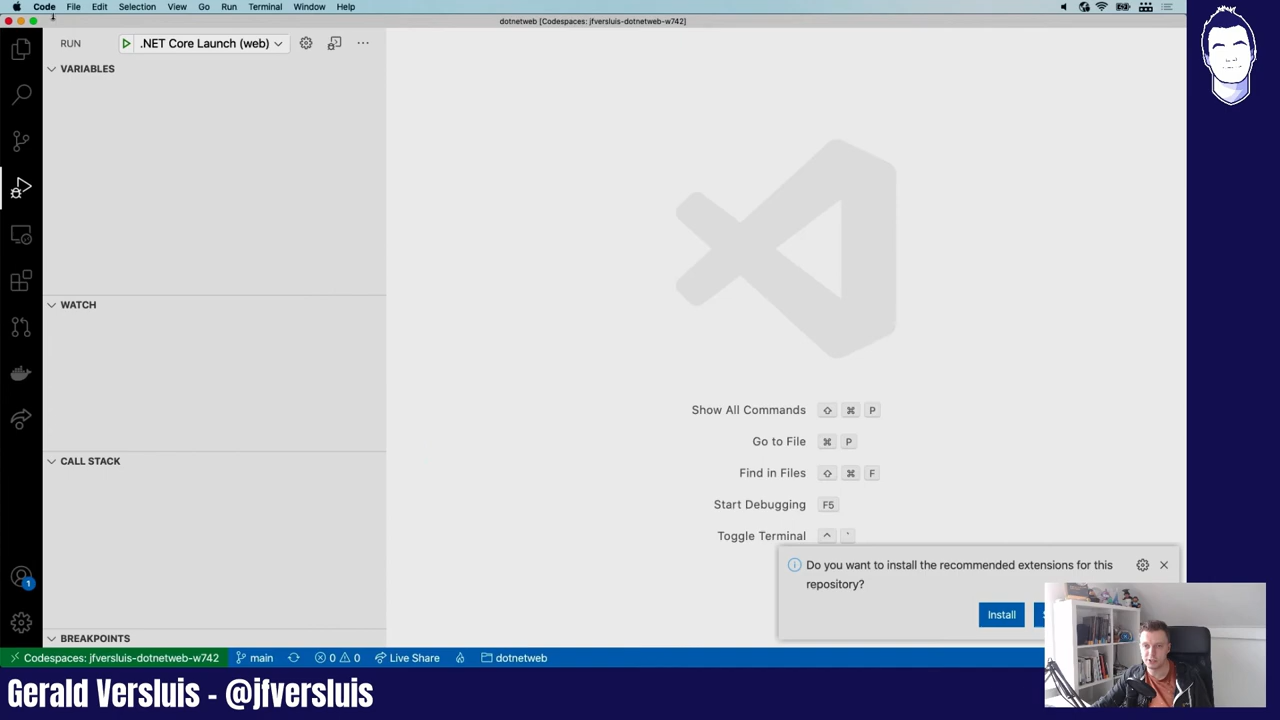 Code File Edit Selection View Go Run Terminal Window Help
dotnetweb [Codespaces: jfversluis-dotnetweb-w742]
RUN .NET Core Launch (web)
VARIABLES
WATCH
CALL STACK
BREAKPOINTS
Show All Commands ⇧ ⌘ P
Go to File ⌘ P
Find in Files ⇧ ⌘ F
Start Debugging F5
Toggle Terminal ^ `
Do you want to install the recommended extensions for this
repository?
Install
1
Codespaces: jfversluis-dotnetweb-w742 main 0 0 Live Share dotnetweb
Gerald Versluis - @jfversluis